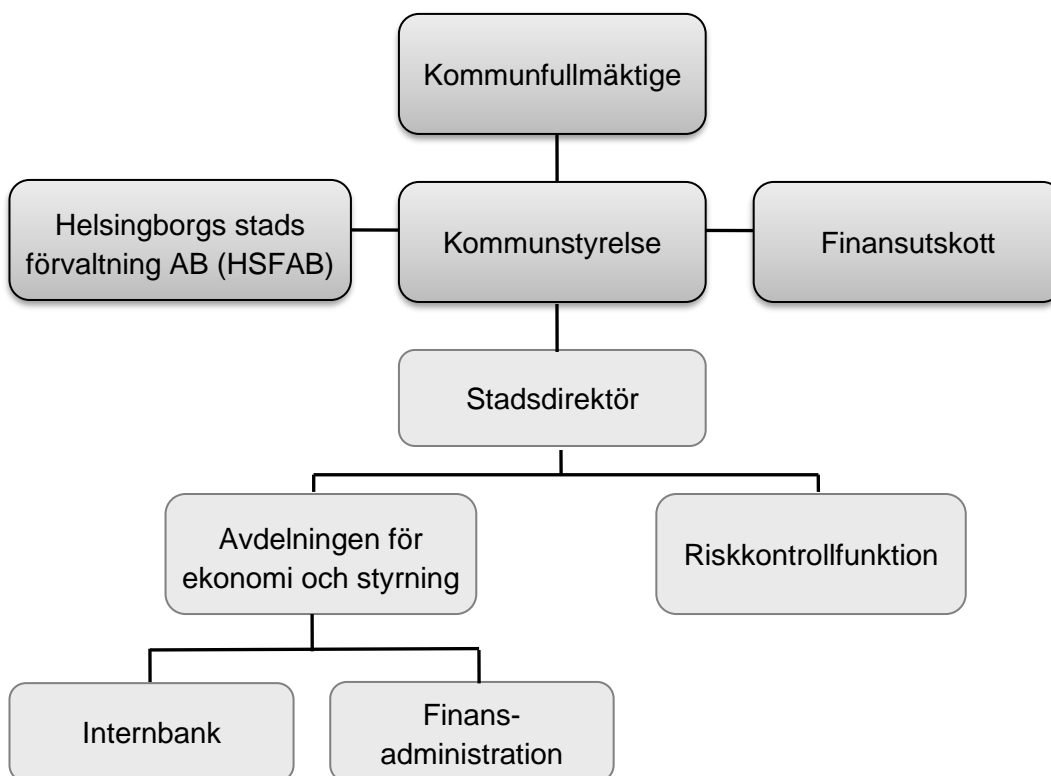 Kommunfullmäktige
Helsingborgs stads
förvaltning AB (HSFAB)
Kommunstyrelse
Finansutskott
Stadsdirektör
Avdelningen för
ekonomi och styrning
Riskkontrollfunktion
Internbank
Finans-
administration